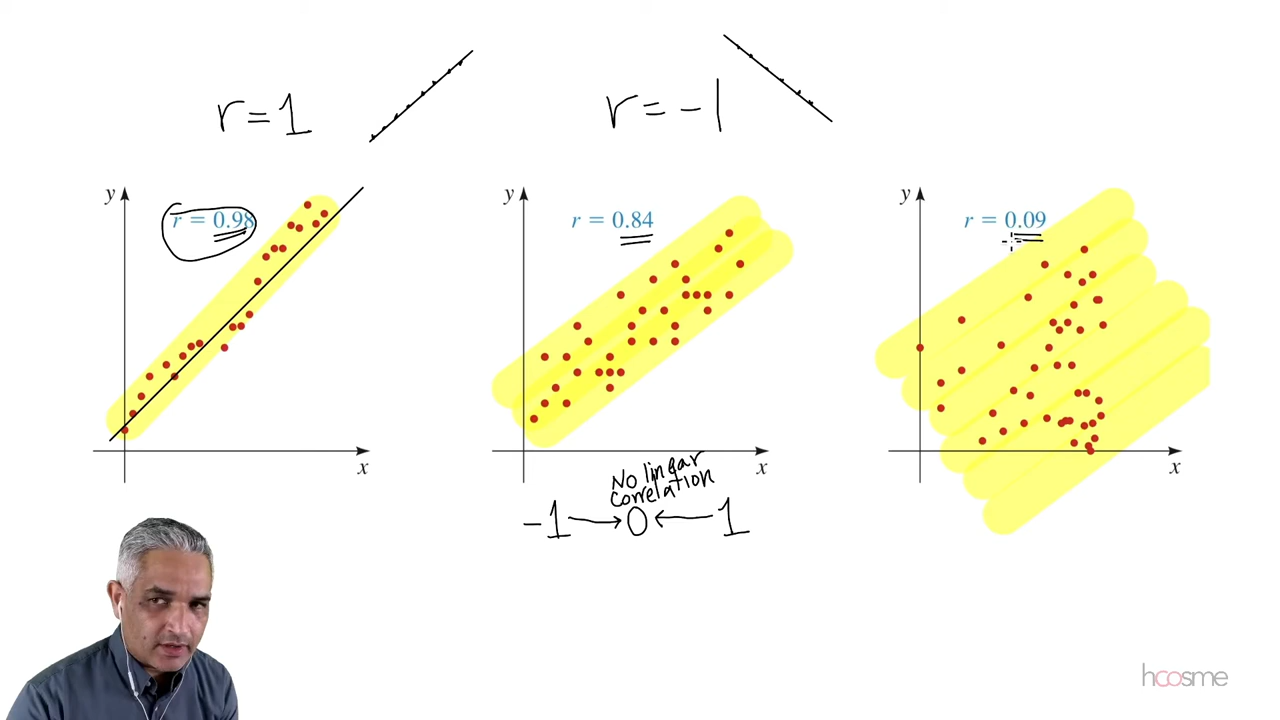 r = 1
r = -1
y
r = 0.98
x
y
r = 0.84
x
y
r = 0.09
x
No linear
correlation
-1 → 0 ← 1
hcosme